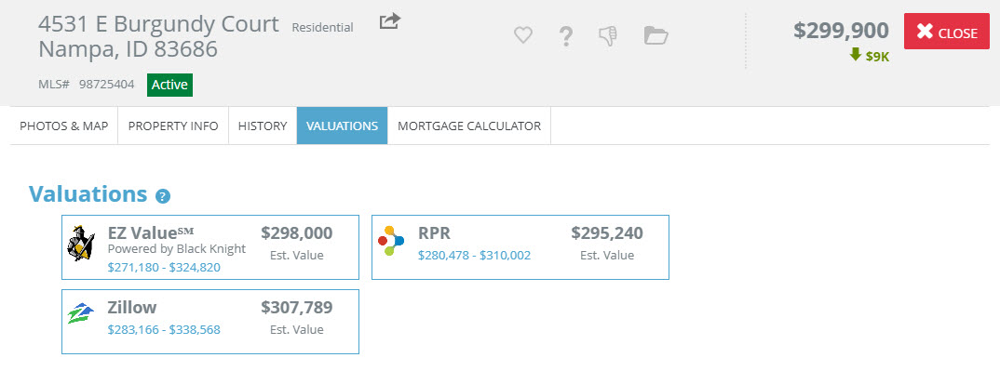 4531 E Burgundy Court Residential
Nampa, ID 83686
MLS# 98725404 Active
$299,900
$9K
CLOSE
PHOTOS & MAP PROPERTY INFO HISTORY VALUATIONS MORTGAGE CALCULATOR
Valuations ?
EZ Value℠ $298,000
Powered by Black Knight Est. Value
$271,180 - $324,820
RPR $295,240
$280,478 - $310,002 Est. Value
Zillow $307,789
$283,166 - $338,568 Est. Value